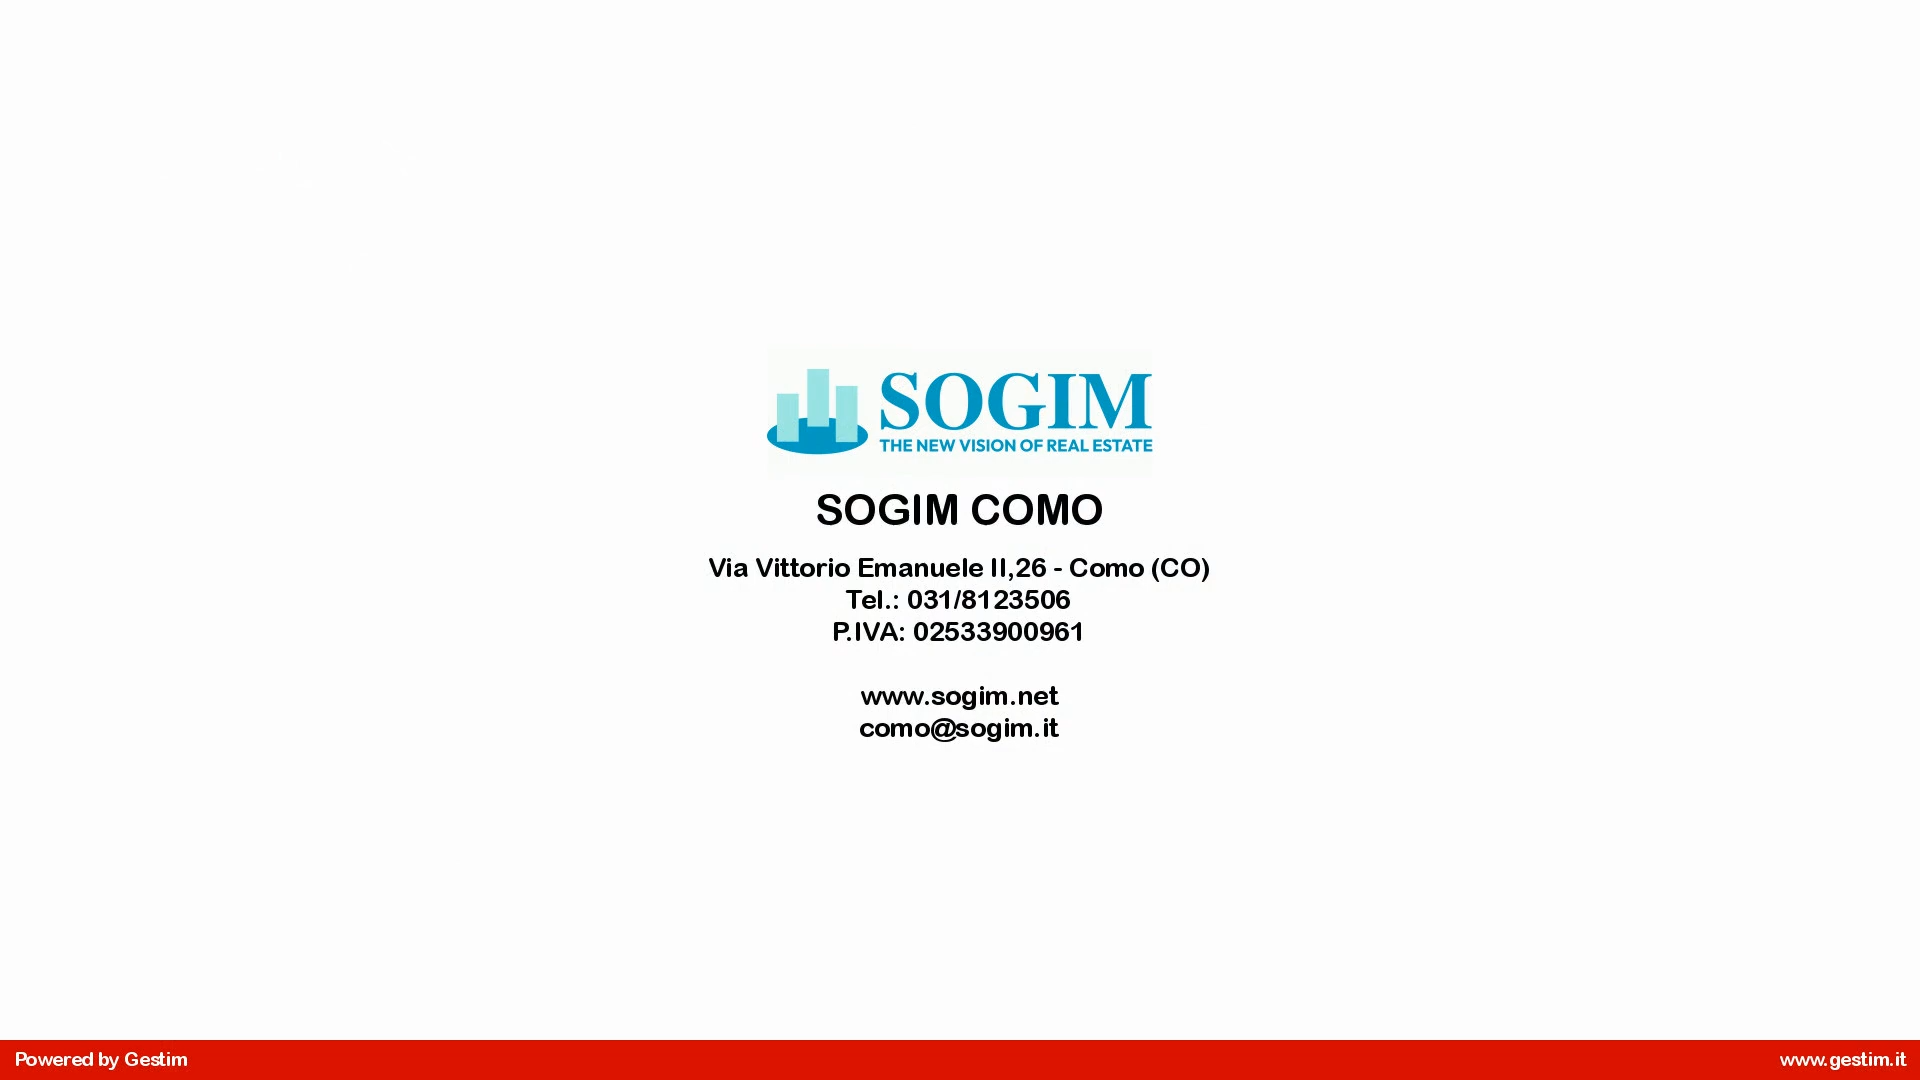 SOGIM
THE NEW VISION OF REAL ESTATE
SOGIM COMO
Via Vittorio Emanuele II,26 - Como (CO)
Tel.: 031/8123506
P.IVA: 02533900961
www.sogim.net
como@sogim.it
Powered by Gestim
www.gestim.it